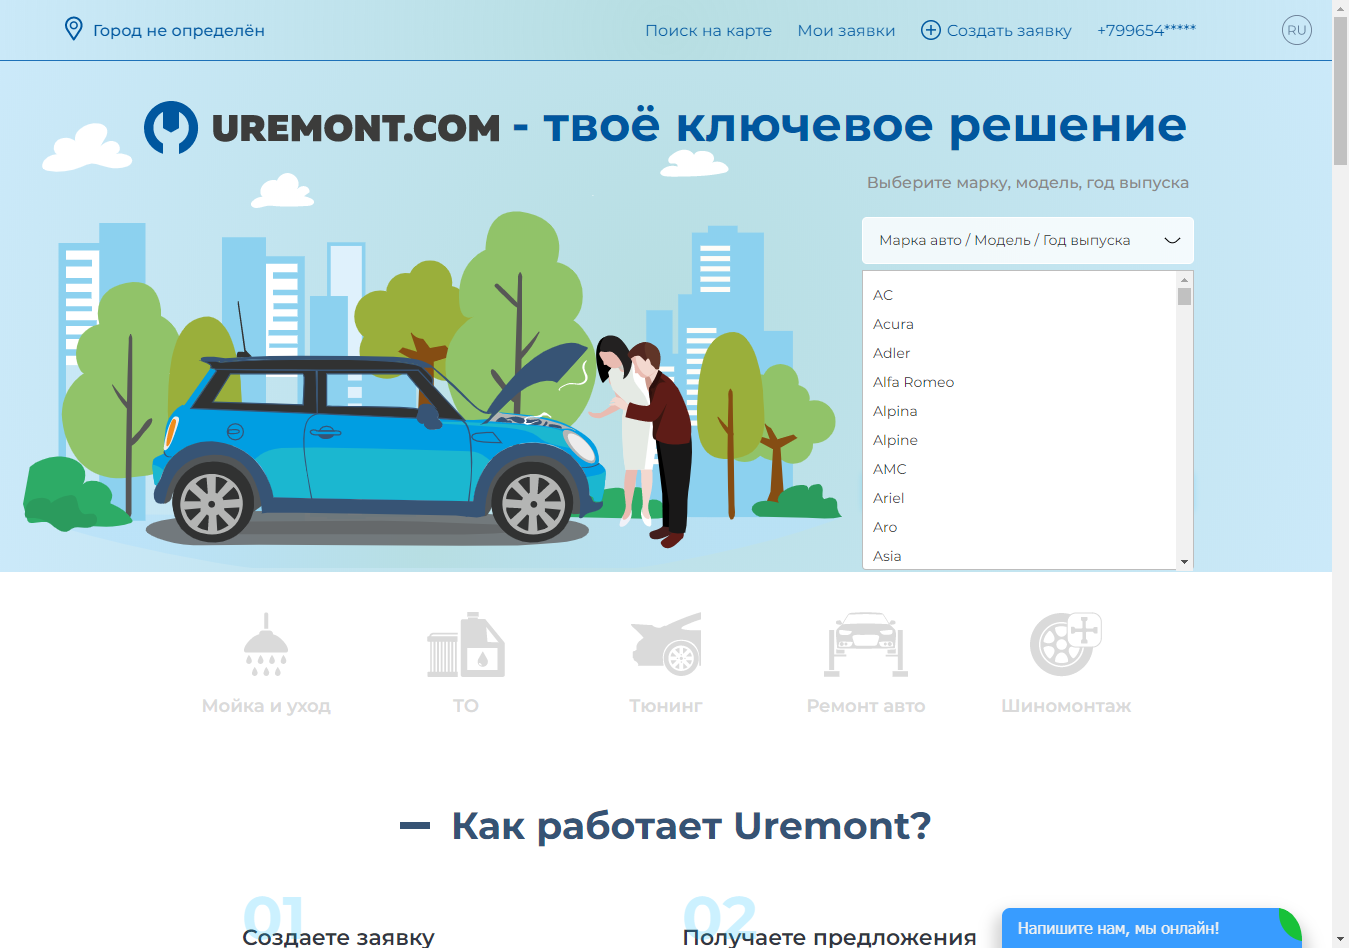 Город не определён
Поиск на карте
Мои заявки
Создать заявку
+799654*****
RU
UREMONT.COM - твоё ключевое решение
Выберите марку, модель, год выпуска
Марка авто / Модель / Год выпуска
AC
Acura
Adler
Alfa Romeo
Alpina
Alpine
AMC
Ariel
Aro
Asia
Мойка и уход
ТО
Тюнинг
Ремонт авто
Шиномонтаж
Как работает Uremont?
01
Создаете заявку
02
Получаете предложения
Напишите нам, мы онлайн!